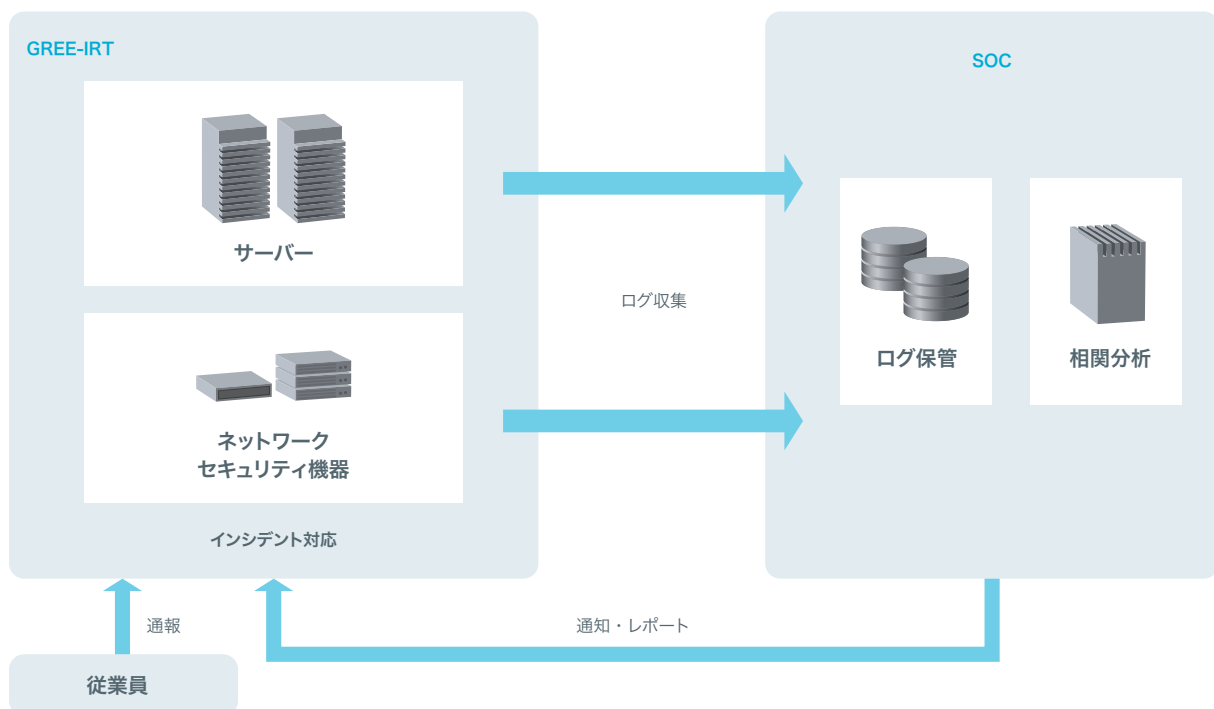 GREE-IRT
サーバー
ネットワーク
セキュリティ機器
インシデント対応
ログ収集
SOC
ログ保管
相関分析
通報
通知・レポート
従業員